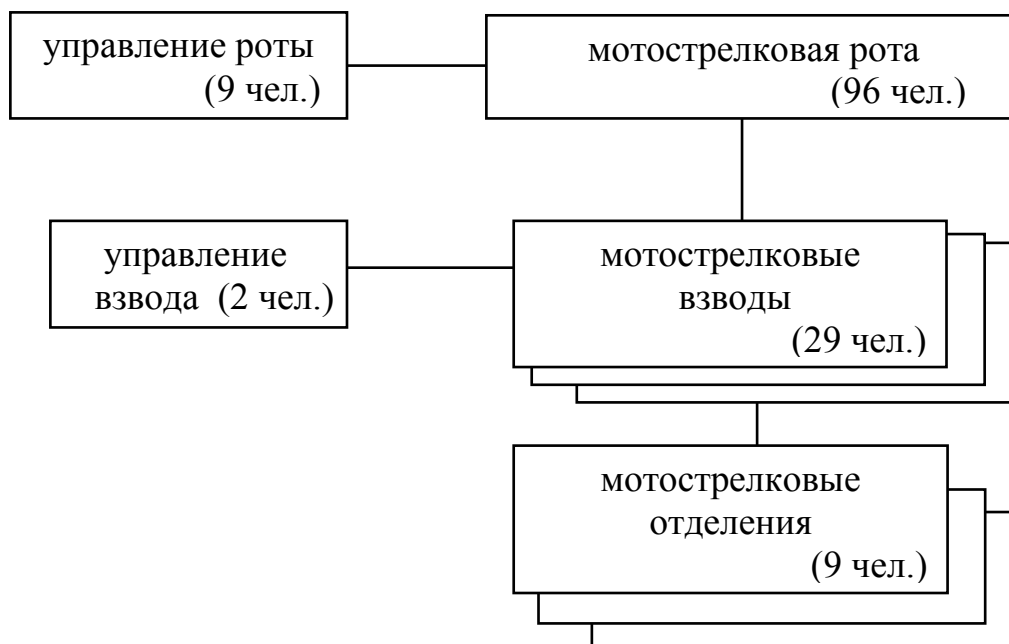 управление роты
(9 чел.)
мотострелковая рота
(96 чел.)
управление
взвода (2 чел.)
мотострелковые
взводы
(29 чел.)
мотострелковые
отделения
(9 чел.)